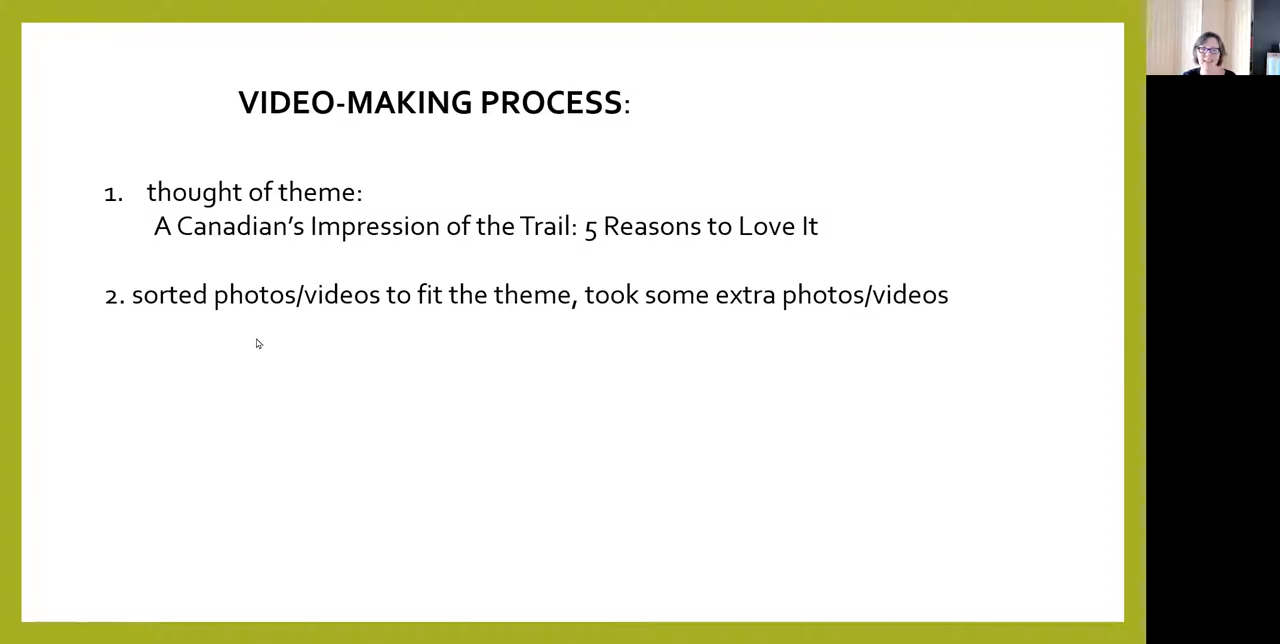 VIDEO-MAKING PROCESS:
1. thought of theme:
A Canadian’s Impression of the Trail: 5 Reasons to Love It
2. sorted photos/videos to fit the theme, took some extra photos/videos